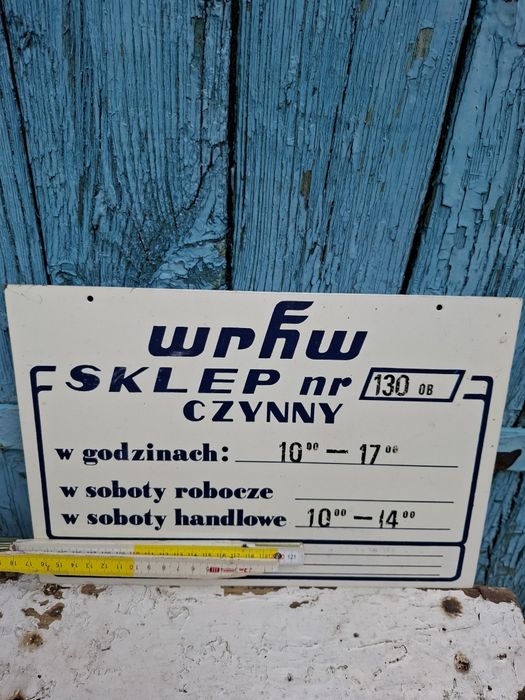 wphw
SKLEP nr 130 OB
CZYNNY
w godzinach: 10⁰⁰ — 17⁰⁰
w soboty robocze
w soboty handlowe 10⁰⁰ — 14⁰⁰